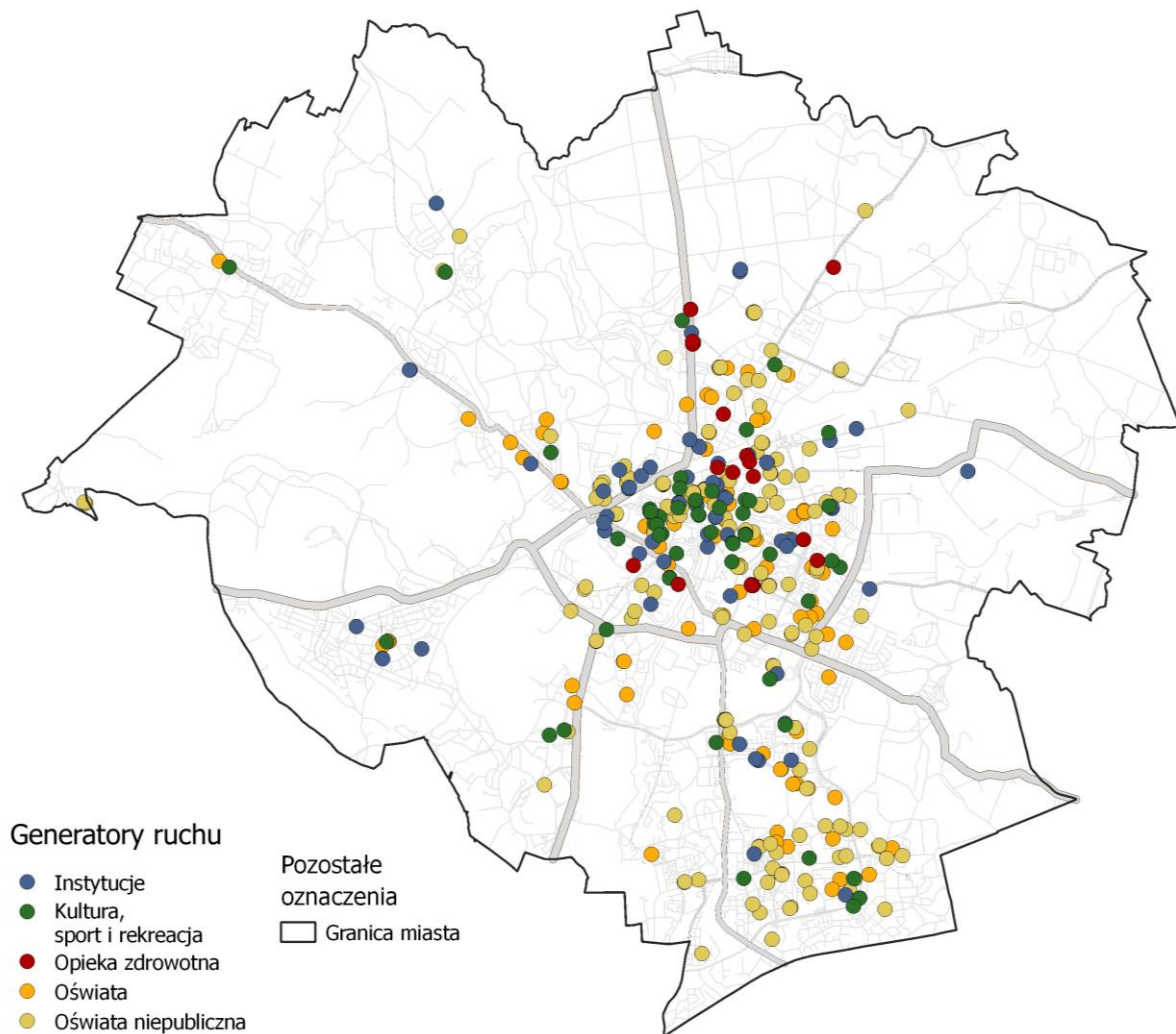 Generatory ruchu
Instytucje
Kultura,
sport i rekreacja
Opieka zdrowotna
Oświata
Oświata niepubliczna
Pozostałe
oznaczenia
Granica miasta